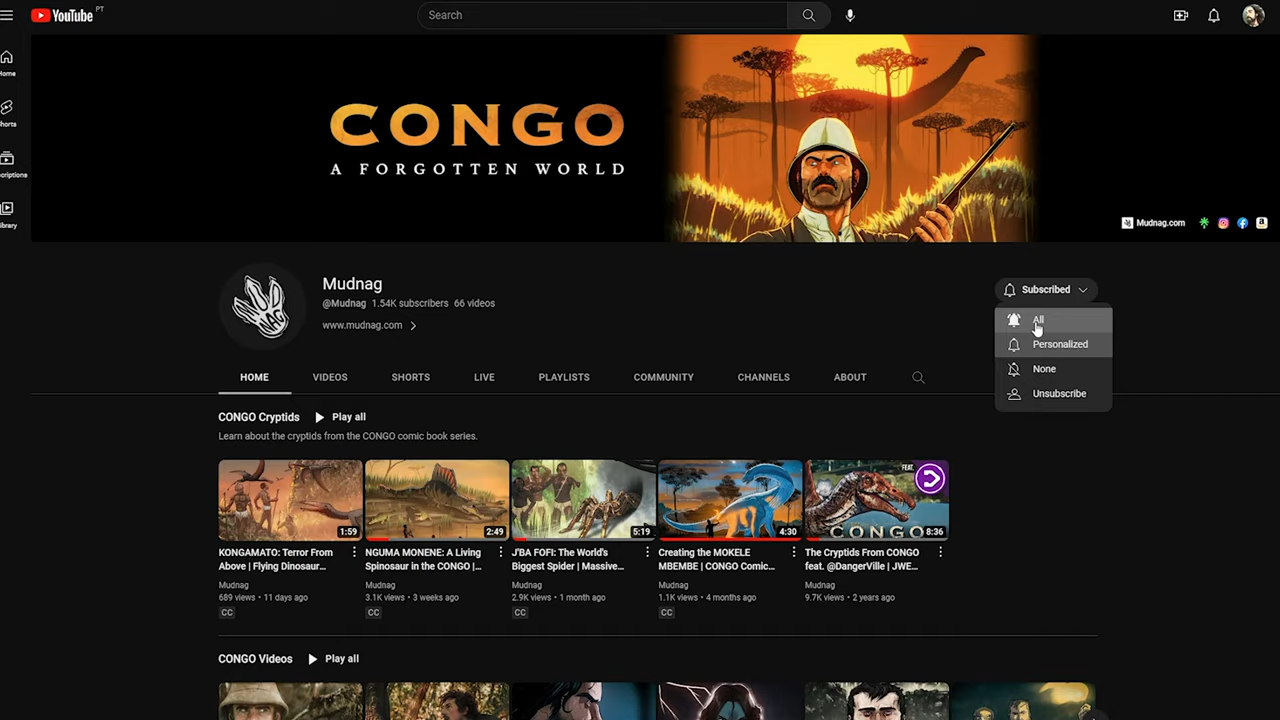 YouTube PT
Search
Home
Shorts
scriptions
ibrary
CONGO
A FORGOTTEN WORLD
Mudnag.com
MUDNAG
Mudnag
@Mudnag 1.54K subscribers 66 videos
www.mudnag.com
Subscribed
All
Personalized
None
Unsubscribe
HOME VIDEOS SHORTS LIVE PLAYLISTS COMMUNITY CHANNELS ABOUT
CONGO Cryptids Play all
Learn about the cryptids from the CONGO comic book series.
1:59 2:49 5:19 4:30 FEAT. CONGO 8:36
KONGAMATO: Terror From
Above | Flying Dinosaur...
Mudnag
689 views • 11 days ago
CC
NGUMA MONENE: A Living
Spinosaur in the CONGO |...
Mudnag
3.1K views • 3 weeks ago
CC
J'BA FOFI: The World's
Biggest Spider | Massive...
Mudnag
2.9K views • 1 month ago
CC
Creating the MOKELE
MBEMBE | CONGO Comic...
Mudnag
1.1K views • 4 months ago
CC
The Cryptids From CONGO
feat. @DangerVille | JWE...
Mudnag
9.7K views • 2 years ago
CONGO Videos Play all